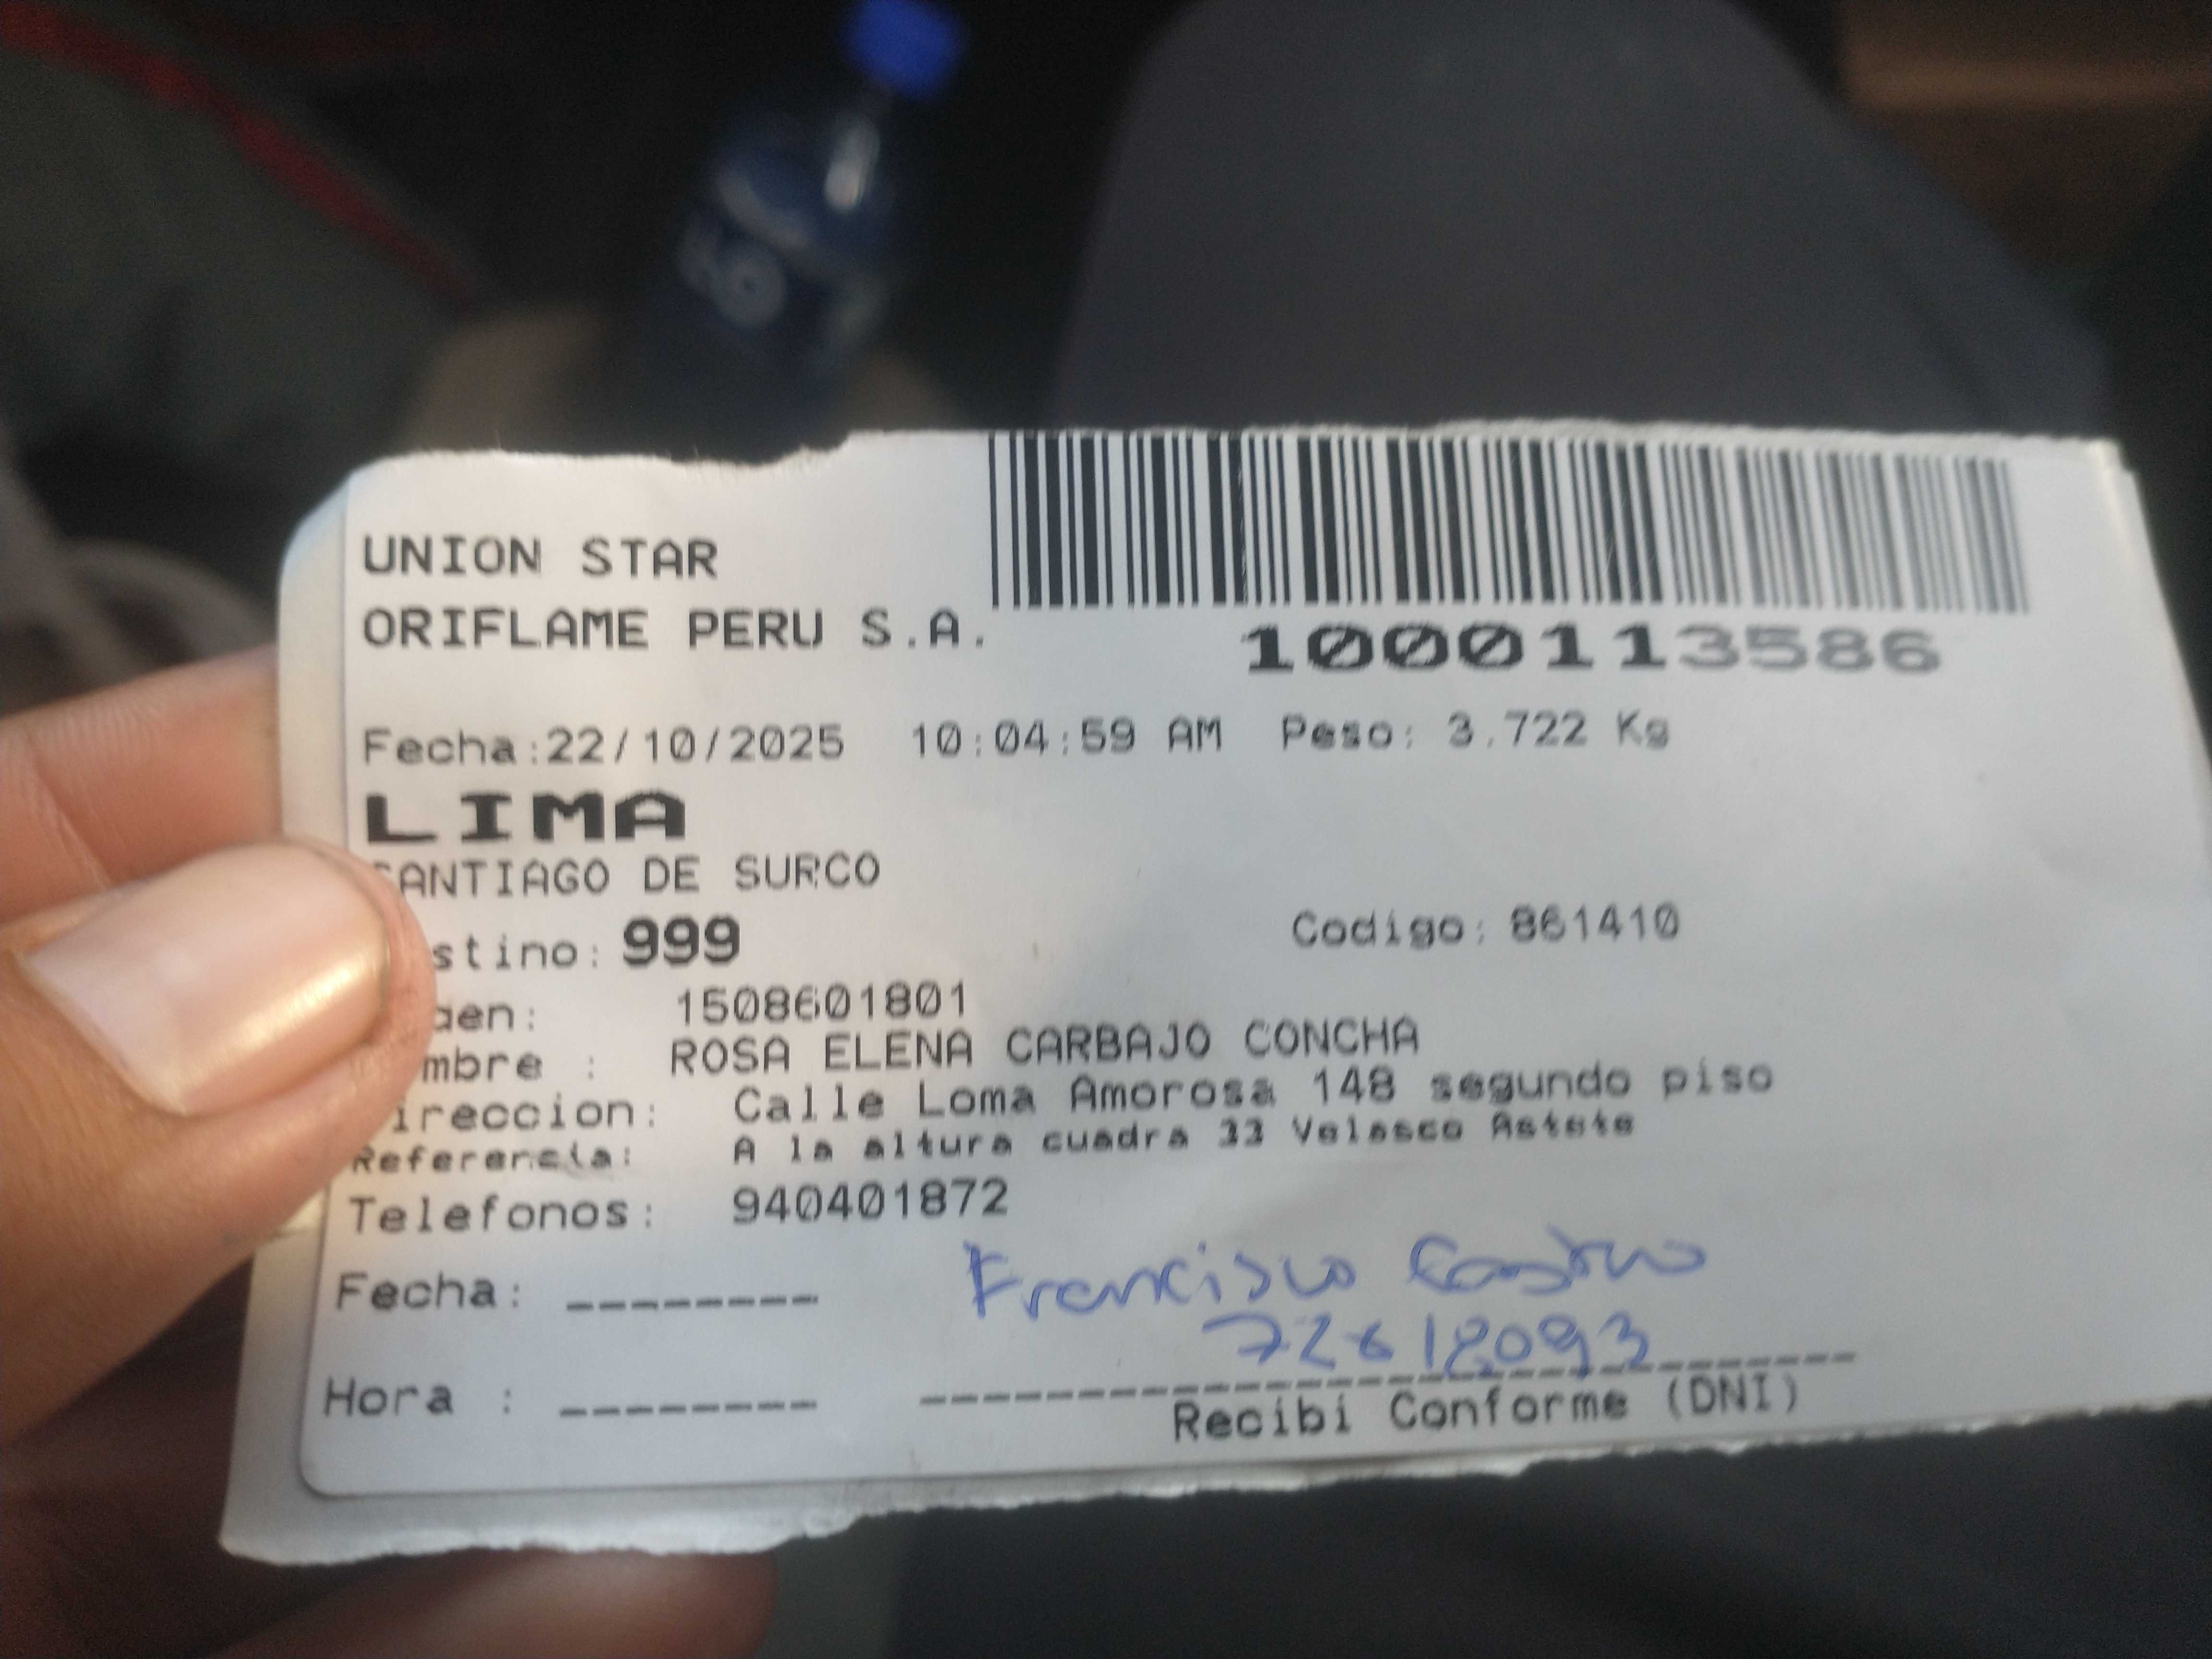 UNION STAR
ORIFLAME PERU S.A.
1000113586
Fecha:22/10/2025 10:04:59 AM Peso: 3.722 Kg
LIMA
SANTIAGO DE SURCO
stino: 999 Codigo: 861410
en: 1508601801
mbre : ROSA ELENA CARBAJO CONCHA
ireccion: Calle Loma Amorosa 148 segundo piso
Referencia: A la altura cuadra 33 Velasco Astete
Telefonos: 940401872
Francisco Castro
Fecha: --------
72618093
Hora : --------
Recibi Conforme (DNI)